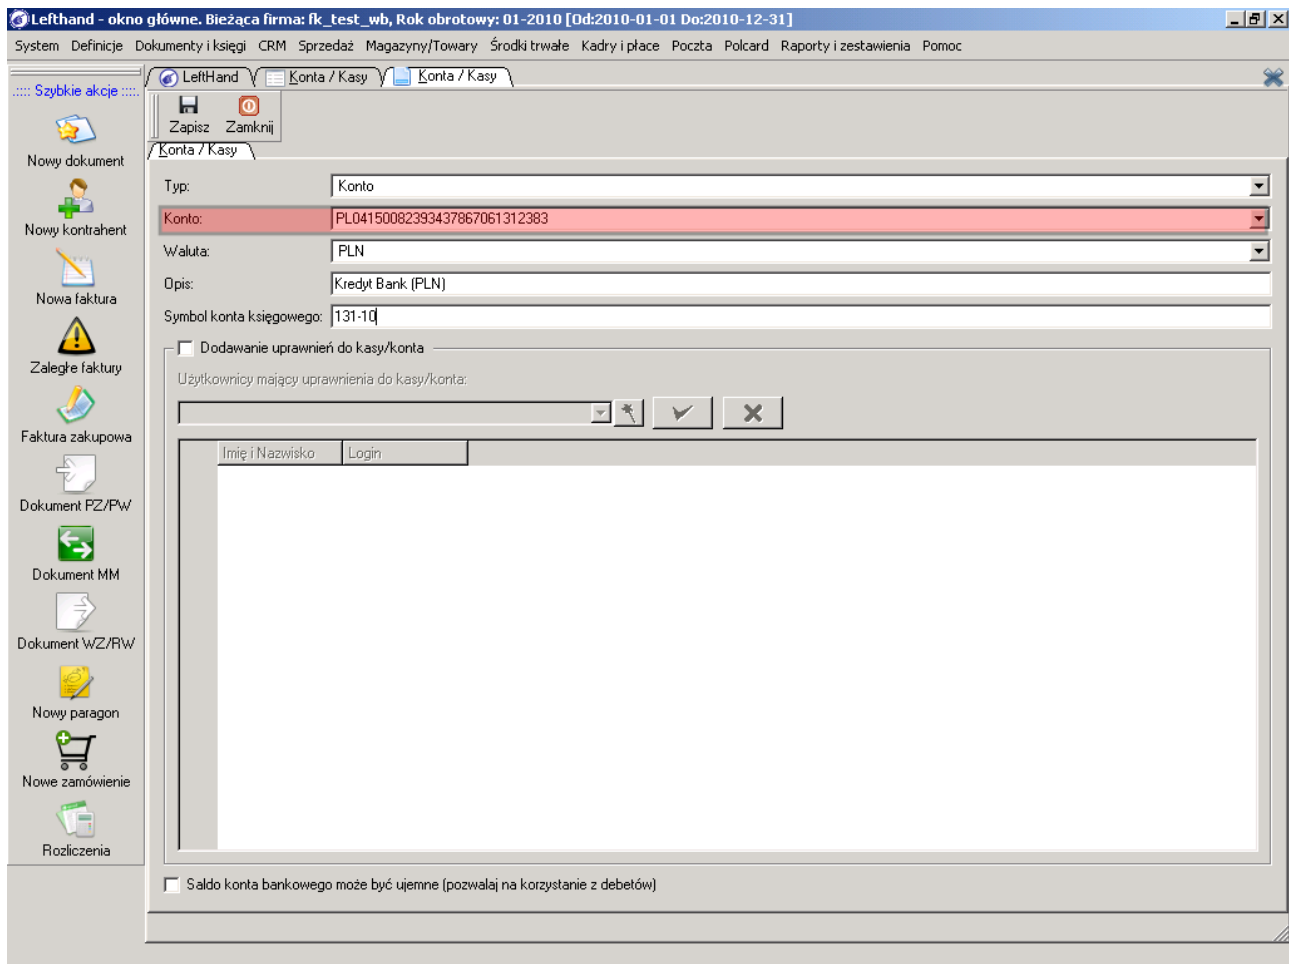 Lefthand - okno główne. Bieżąca firma: fk_test_wb, Rok obrotowy: 01-2010 [Od:2010-01-01 Do:2010-12-31]
System Definicje Dokumenty i księgi CRM Sprzedaż Magazyny/Towary Środki trwałe Kadry i płace Poczta Polcard Raporty i zestawienia Pomoc
.:::: Szybkie akcje ::::.
LeftHand Konta / Kasy Konta / Kasy
Zapisz Zamknij
Konta / Kasy
Nowy dokument
Nowy kontrahent
Nowa faktura
Zaległe faktury
Faktura zakupowa
Dokument PZ/PW
Dokument MM
Dokument WZ/RW
Nowy paragon
Nowe zamówienie
Rozliczenia
Typ: Konto
Konto: PL04150082393437867061312383
Waluta: PLN
Opis: Kredyt Bank (PLN)
Symbol konta księgowego: 131-10
Dodawanie uprawnień do kasy/konta
Użytkownicy mający uprawnienia do kasy/konta:
Imię i Nazwisko Login
Saldo konta bankowego może być ujemne (pozwalaj na korzystanie z debetów)